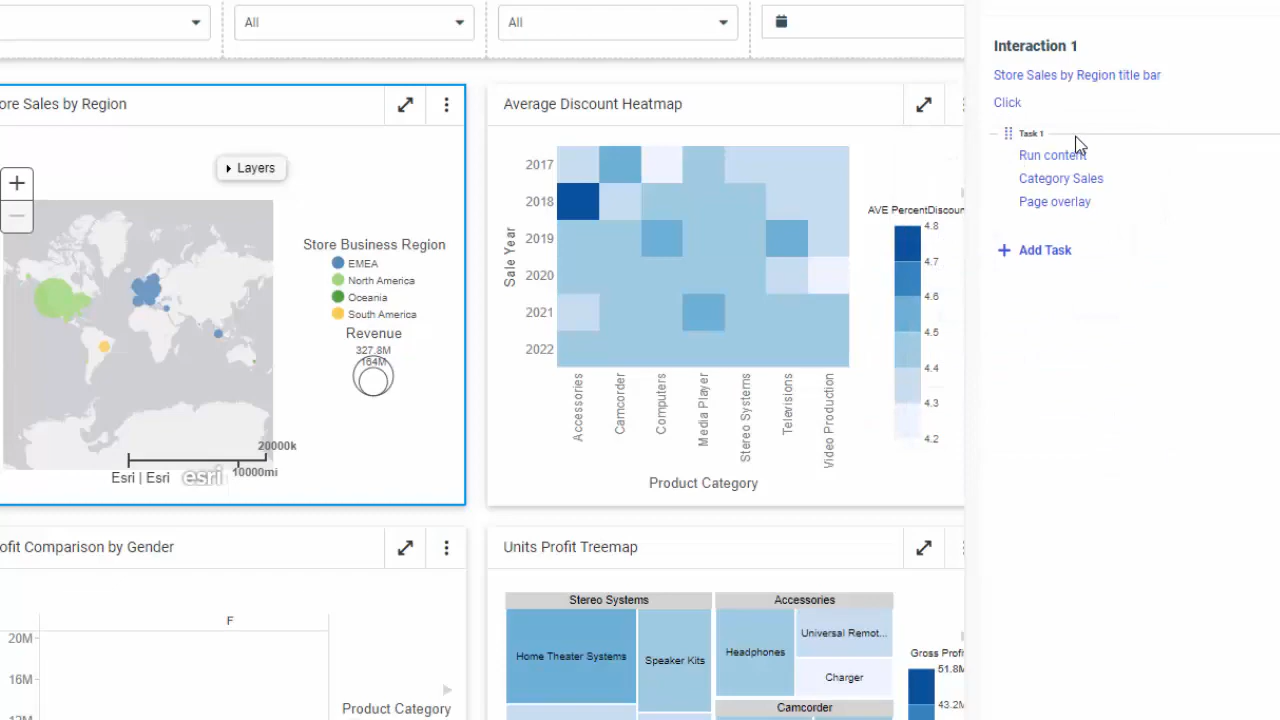 All
All
Interaction 1
Store Sales by Region title bar
Click
Task 1
Run content
Category Sales
Page overlay
Add Task
ore Sales by Region
Layers
Store Business Region
EMEA
North America
Oceania
South America
Revenue
327.8M
164M
20000k
10000mi
Esri | Esri
esri
Average Discount Heatmap
Sale Year
2017
2018
2019
2020
2021
2022
Accessories
Camcorder
Computers
Media Player
Stereo Systems
Televisions
Video Production
Product Category
AVE PercentDiscoun
4.8
4.7
4.6
4.5
4.4
4.3
4.2
ofit Comparison by Gender
F
20M
16M
12M
Product Category
Units Profit Treemap
Stereo Systems
Accessories
Home Theater Systems
Speaker Kits
Headphones
Universal Remot...
Charger
Camcorder
Gross Profi
51.8M
43.2M